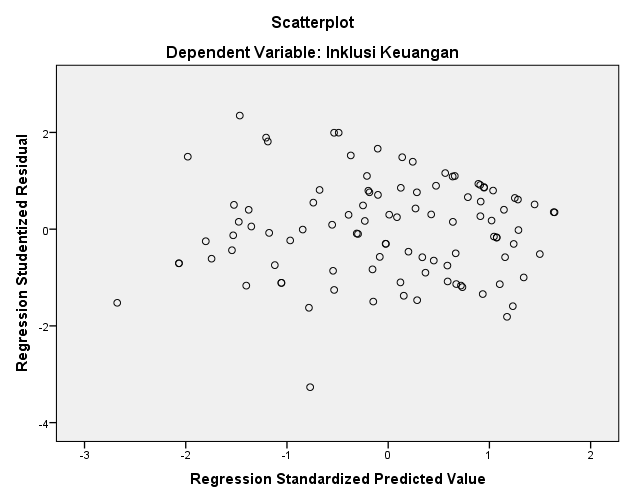 Scatterplot
Dependent Variable: Inklusi Keuangan
Regression Studentized Residual
2
0
-2
-4
-3 -2 -1 0 1 2
Regression Standardized Predicted Value